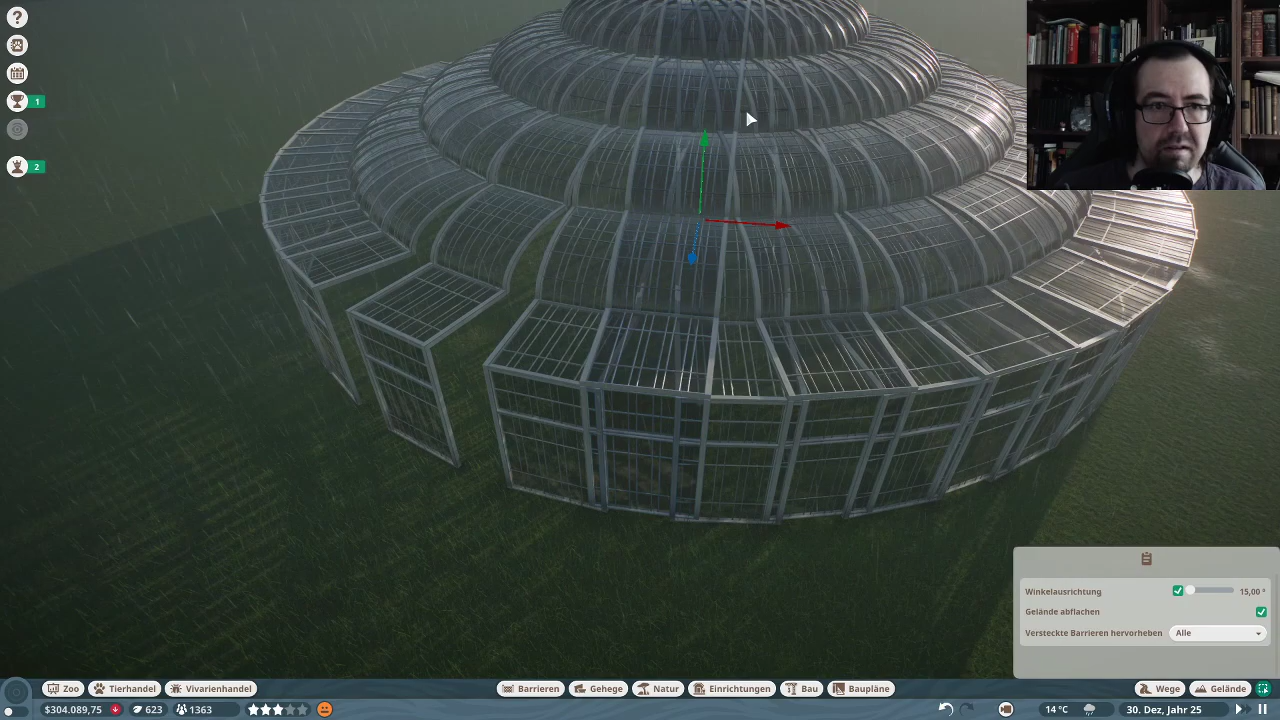 ?
1
2
Winkelausrichtung 15,00 °
Gelände abflachen
Versteckte Barrieren hervorheben Alle
Zoo Tierhandel Vivarienhandel Barrieren Gehege Natur Einrichtungen Bau Baupläne Wege Gelände
$304.089,75 623 1363 14 °C 30. Dez, Jahr 25